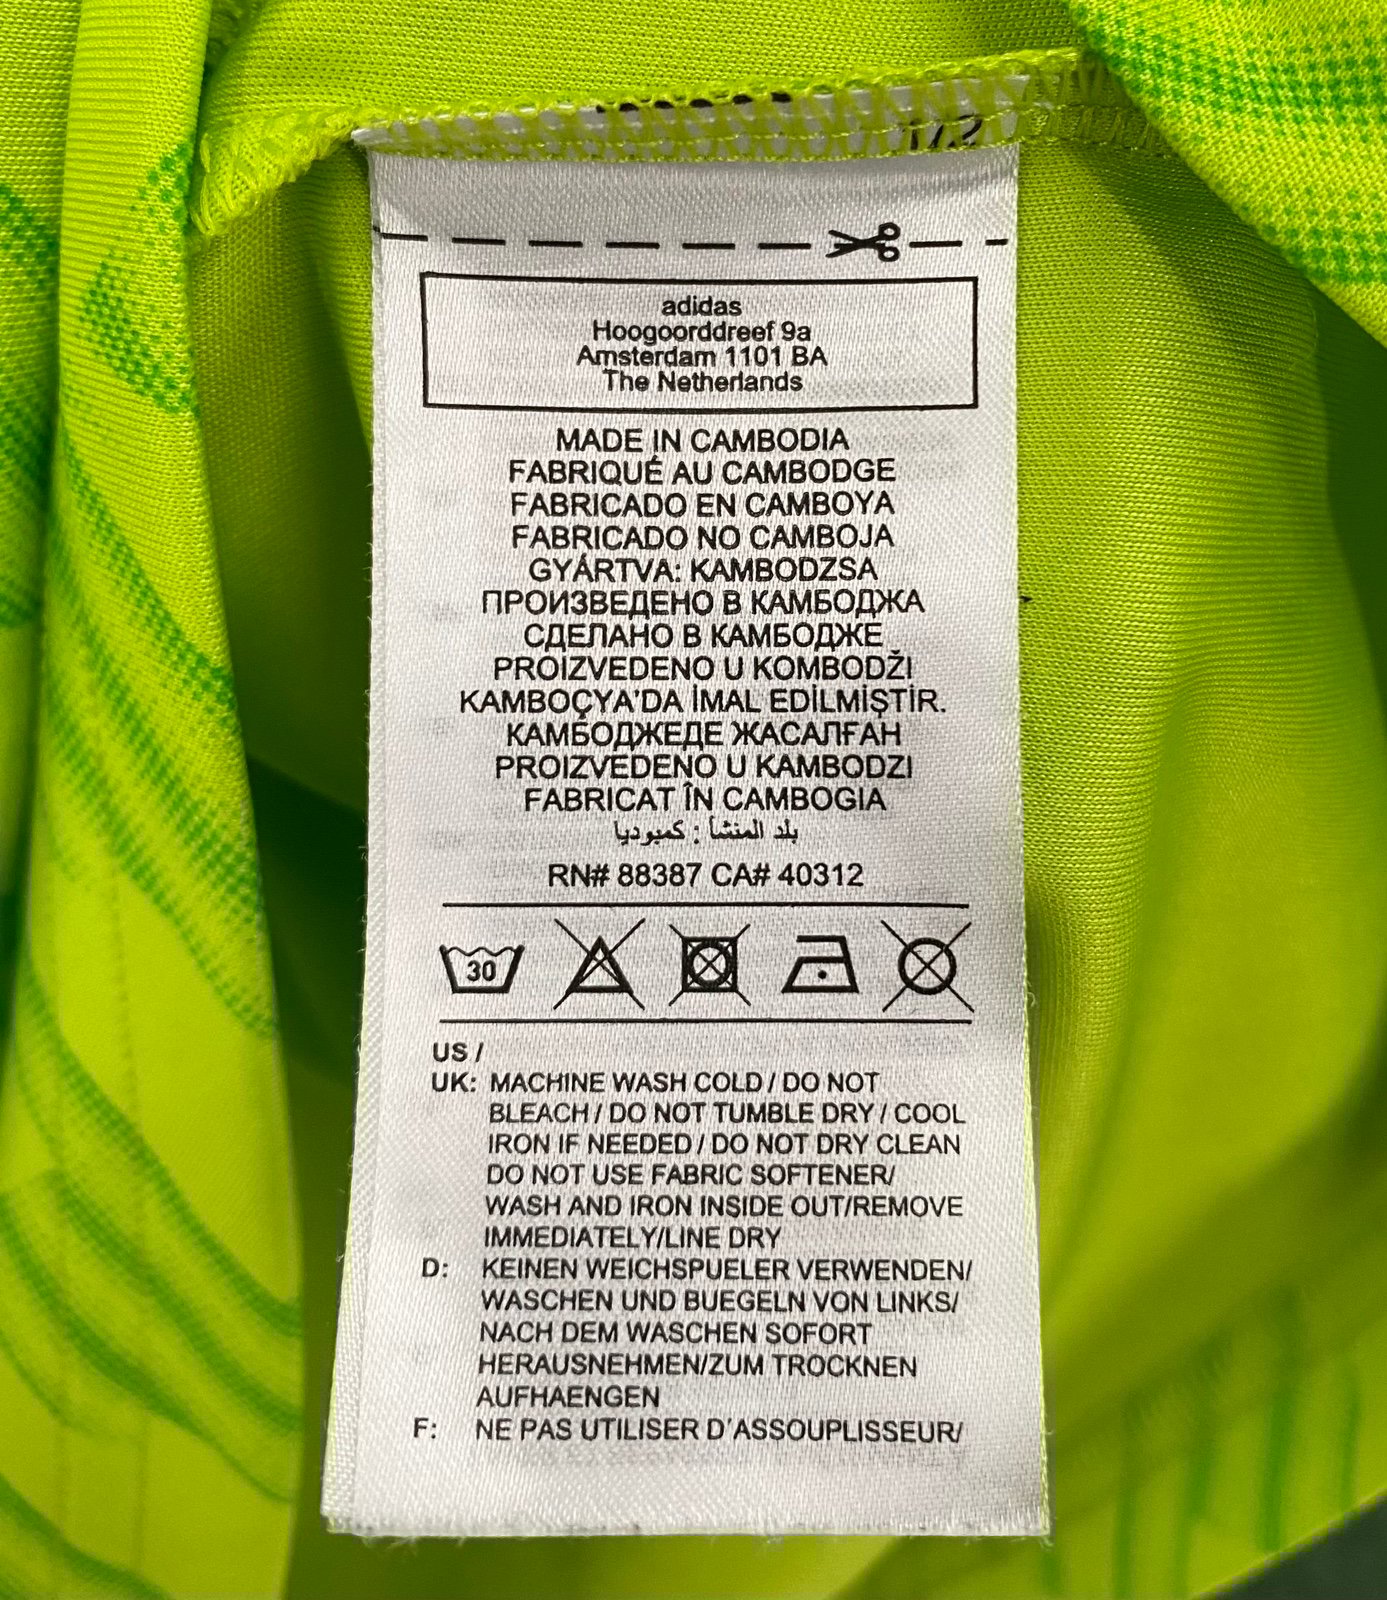 adidas
Hoogoorddreef 9a
Amsterdam 1101 BA
The Netherlands
MADE IN CAMBODIA
FABRIQUÉ AU CAMBODGE
FABRICADO EN CAMBOYA
FABRICADO NO CAMBOJA
GYÁRTVA: KAMBODZSA
ПРОИЗВЕДЕНО В КАМБОДЖА
СДЕЛАНО В КАМБОДЖЕ
PROIZVEDENO U KOMBODŽI
KAMBOÇYA'DA İMAL EDİLMİŞTİR.
КАМБОДЖЕДЕ ЖАСАЛҒАН
PROIZVEDENO U KAMBODZI
FABRICAT ÎN CAMBOGIA
بلد المنشأ : كمبوديا
RN# 88387 CA# 40312
30
US /
UK: MACHINE WASH COLD / DO NOT
BLEACH / DO NOT TUMBLE DRY / COOL
IRON IF NEEDED / DO NOT DRY CLEAN
DO NOT USE FABRIC SOFTENER/
WASH AND IRON INSIDE OUT/REMOVE
IMMEDIATELY/LINE DRY
D: KEINEN WEICHSPUELER VERWENDEN/
WASCHEN UND BUEGELN VON LINKS/
NACH DEM WASCHEN SOFORT
HERAUSNEHMEN/ZUM TROCKNEN
AUFHAENGEN
F: NE PAS UTILISER D'ASSOUPLISSEUR/